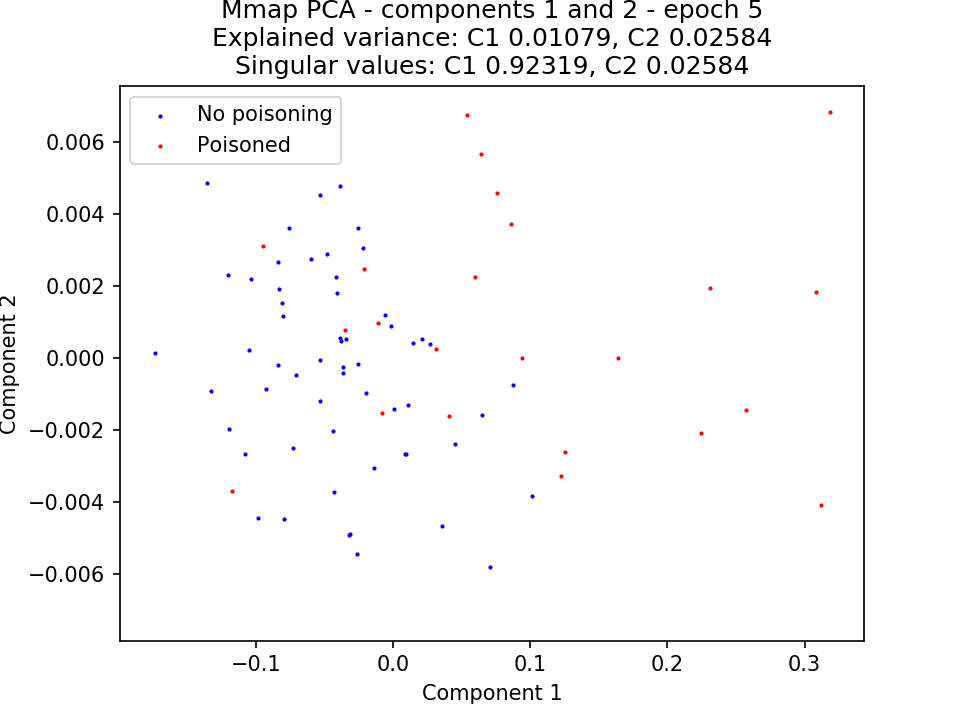 Mmap PCA - components 1 and 2 - epoch 5
Explained variance: C1 0.01079, C2 0.02584
Singular values: C1 0.92319, C2 0.02584
No poisoning
Poisoned
0.006
0.004
0.002
0.000
−0.002
−0.004
−0.006
Component 2
−0.1
0.0
0.1
0.2
0.3
Component 1